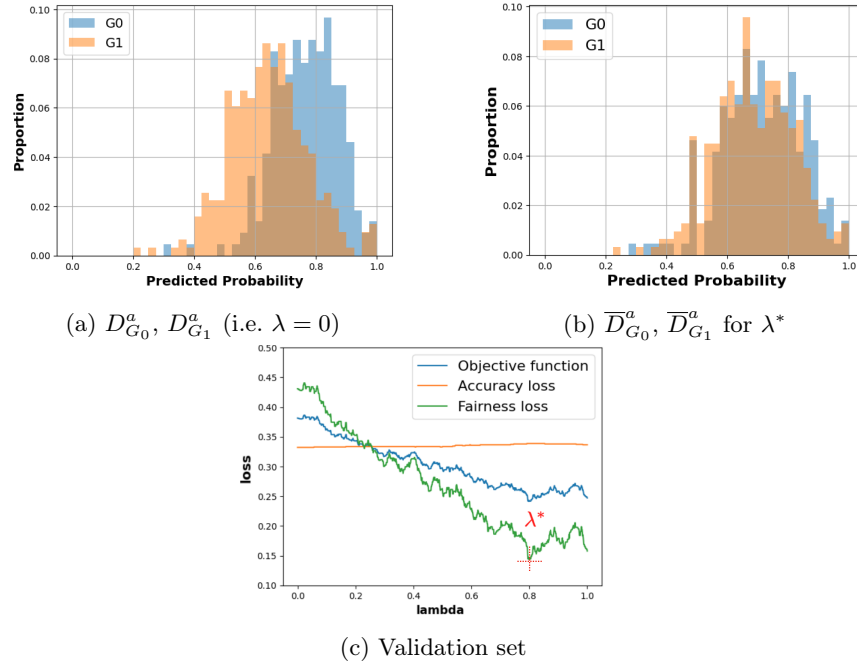 0.10
0.08
0.06
0.04
0.02
0.00
Proportion
G0
G1
0.0 0.2 0.4 0.6 0.8 1.0
Predicted Probability
(a) $D^a_{G_0}$, $D^a_{G_1}$ (i.e. λ = 0)
0.10
0.08
0.06
0.04
0.02
0.00
Proportion
G0
G1
0.0 0.2 0.4 0.6 0.8 1.0
Predicted Probability
(b) $\overline{D}^a_{G_0}$, $\overline{D}^a_{G_1}$ for λ*
0.50
0.45
0.40
0.35
0.30
0.25
0.20
0.15
0.10
loss
Objective function
Accuracy loss
Fairness loss
λ*
0.0 0.2 0.4 0.6 0.8 1.0
lambda
(c) Validation set